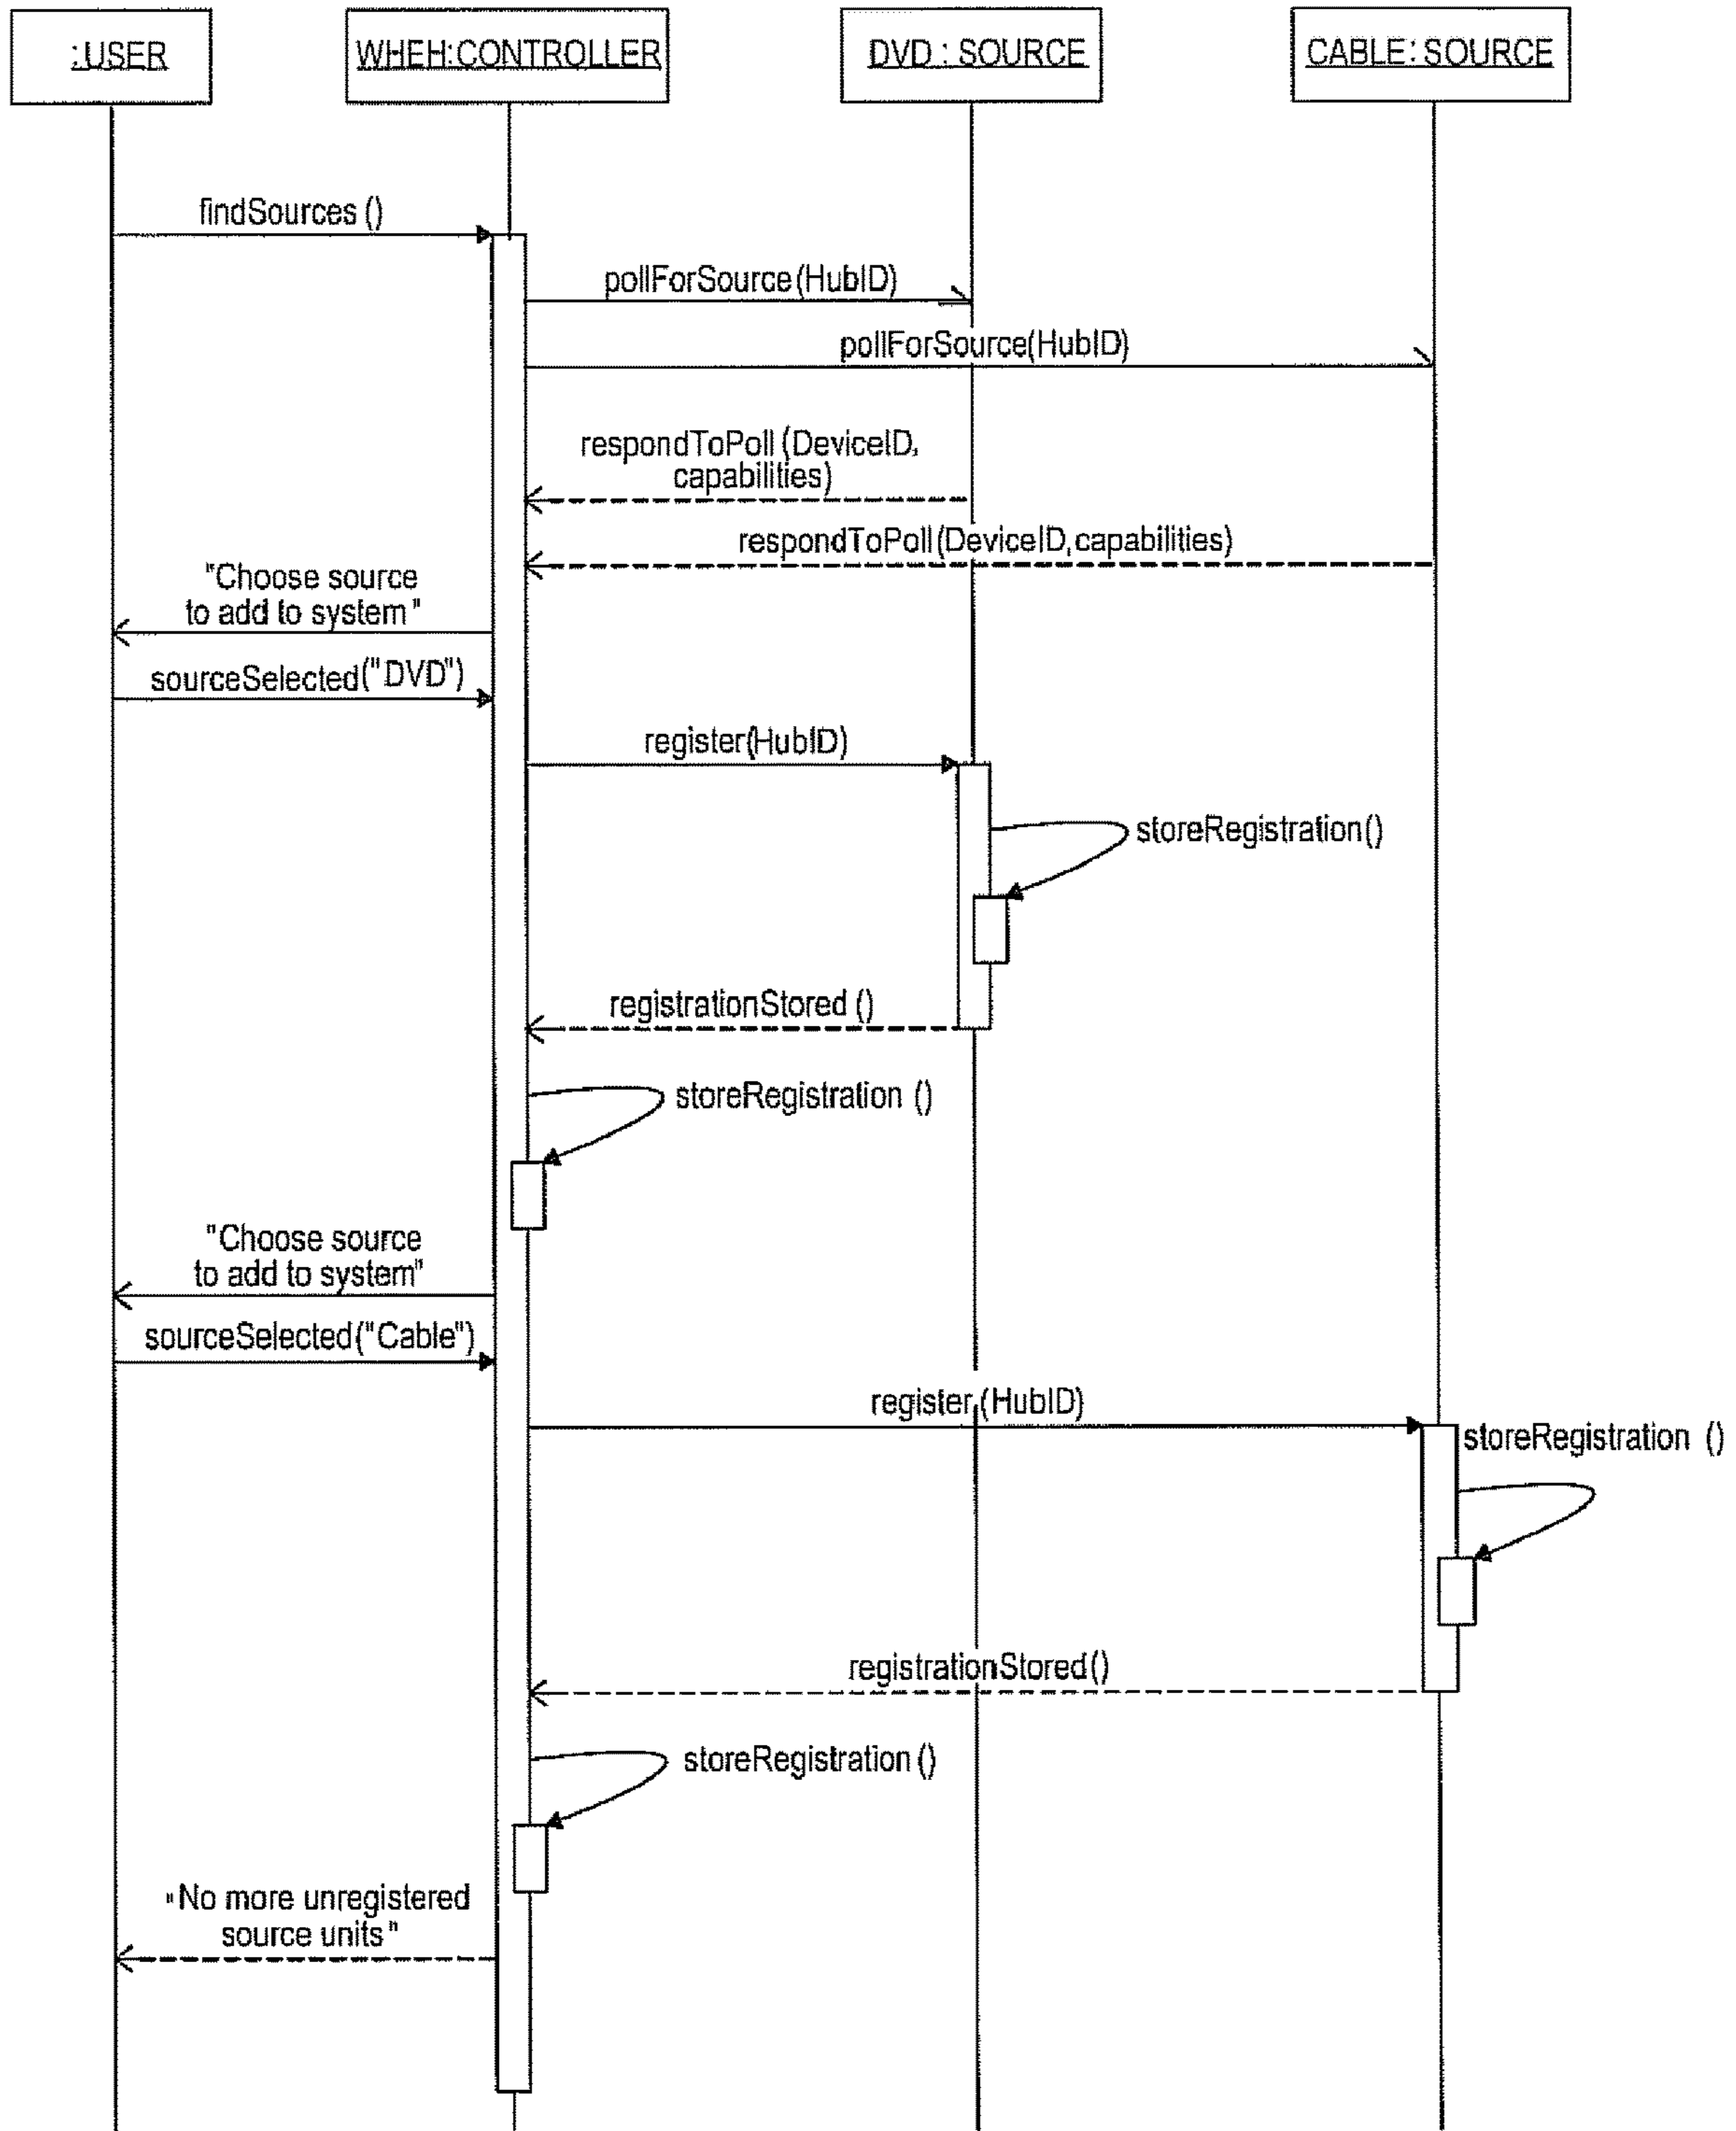 :USER
WHEH:CONTROLLER
DVD : SOURCE
CABLE: SOURCE
findSources ()
pollForSource (HubID)
pollForSource(HubID)
respondToPoll (DeviceID,
capabilities)
respondToPoll (DeviceID, capabilities)
"Choose source
to add to system "
sourceSelected("DVD")
register(HubID)
storeRegistration()
registrationStored ()
storeRegistration ()
"Choose source
to add to system"
sourceSelected("Cable")
register (HubID)
storeRegistration ()
registrationStored()
storeRegistration ()
"No more unregistered
source units"